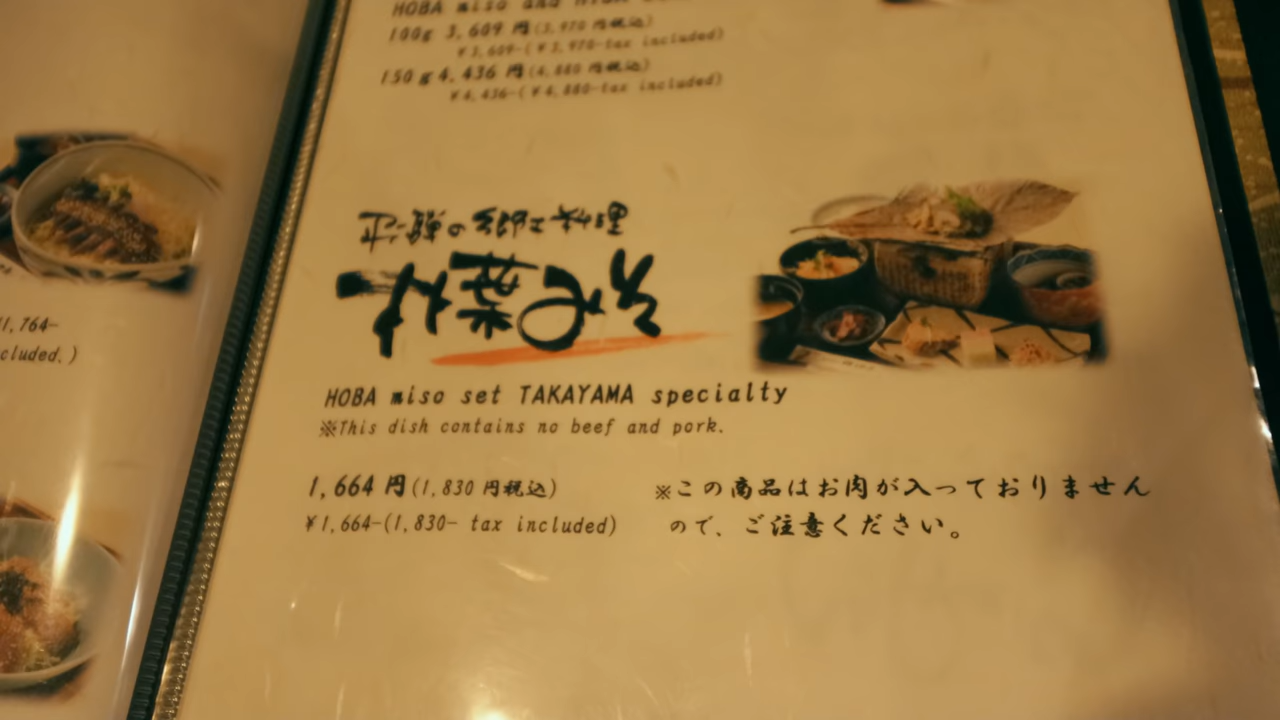 HOBA miso and
100g 3,609 円(3,970 円税込)
¥3,609-(¥3,970-tax included)
150g 4,436 円(4,880 円税込)
¥4,436-(¥4,880-tax included)
飛騨の郷土料理
朴葉みそ
HOBA miso set TAKAYAMA specialty
※This dish contains no beef and pork.
1,664 円(1,830 円税込)
¥1,664-(1,830- tax included)
※この商品はお肉が入っておりません
ので、ご注意ください。
1,764-
cluded.)